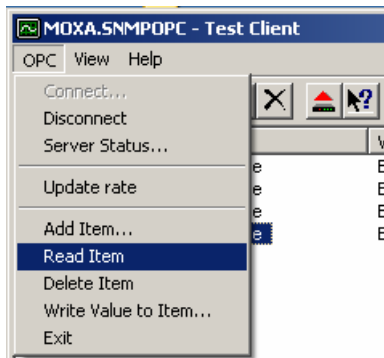 MOXA.SNMPOPC - Test Client
OPC View Help
Connect...
Disconnect
Server Status...
Update rate
Add Item...
Read Item
Delete Item
Write Value to Item...
Exit